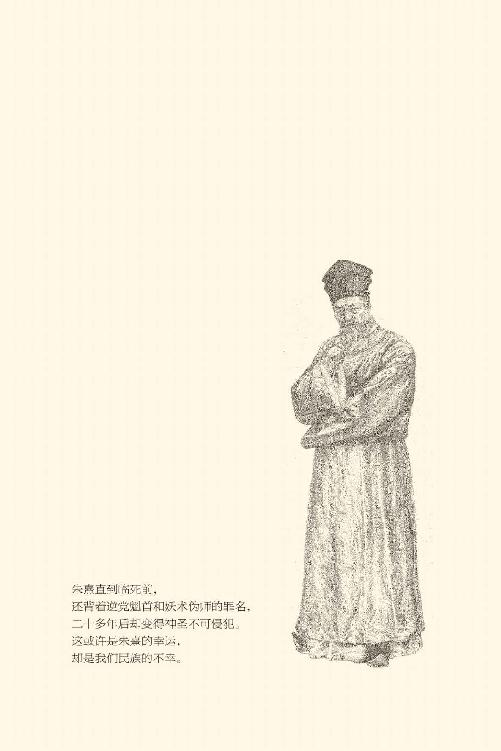 朱熹直到临死前，
还背着逆党魁首和妖术伪师的罪名，
二十多年后却变得神圣不可侵犯。
这或许是朱熹的幸运，
却是我们民族的不幸。